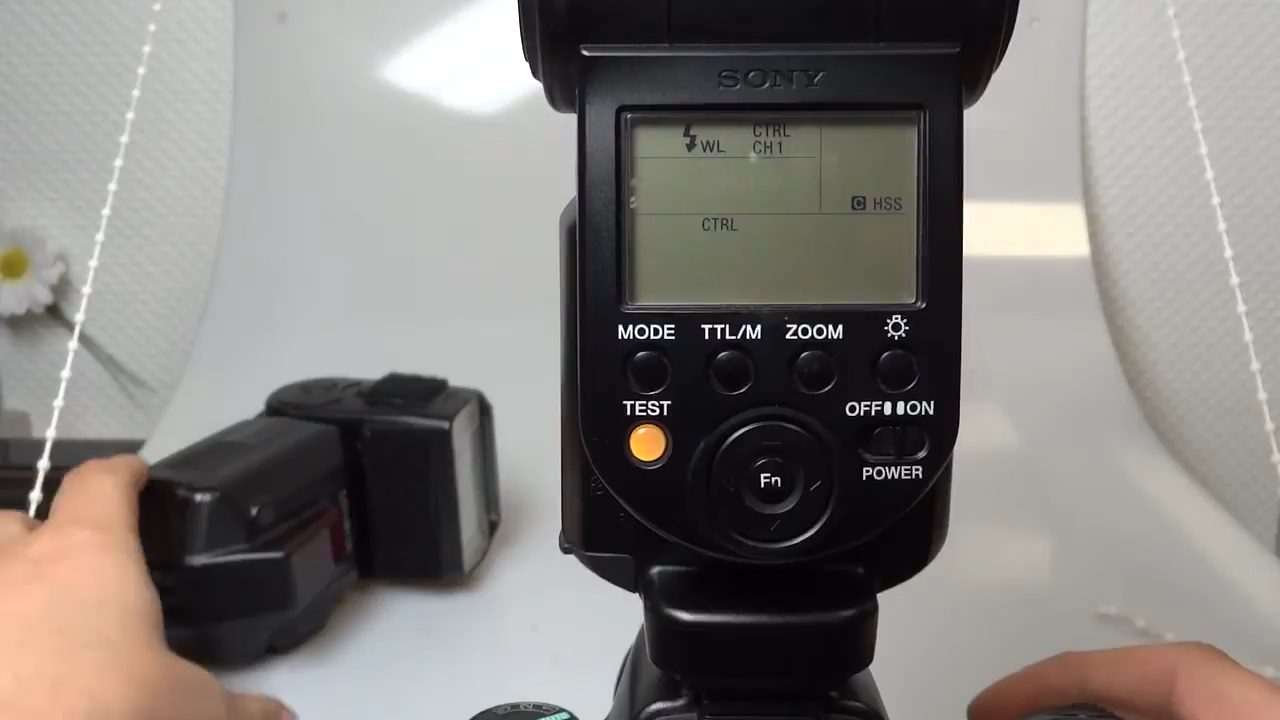 SONY
WL CTRL
CH1
C HSS
CTRL
MODE TTL/M ZOOM
TEST OFF ON
Fn
POWER